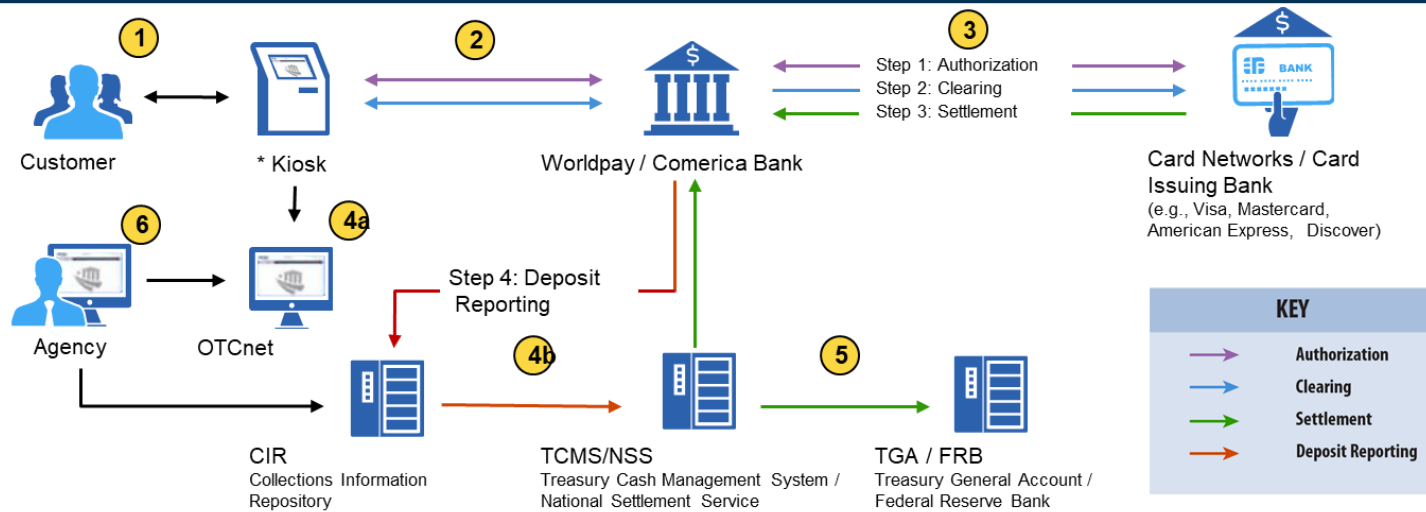 1
2
3
Step 1: Authorization
Step 2: Clearing
Step 3: Settlement
$
$
BANK
Customer
* Kiosk
Worldpay / Comerica Bank
Card Networks / Card
Issuing Bank
(e.g., Visa, Mastercard,
American Express, Discover)
6
4a
Step 4: Deposit
Reporting
Agency
OTCnet
4b
5
CIR
Collections Information
Repository
TCMS/NSS
Treasury Cash Management System /
National Settlement Service
TGA / FRB
Treasury General Account /
Federal Reserve Bank
KEY
Authorization
Clearing
Settlement
Deposit Reporting